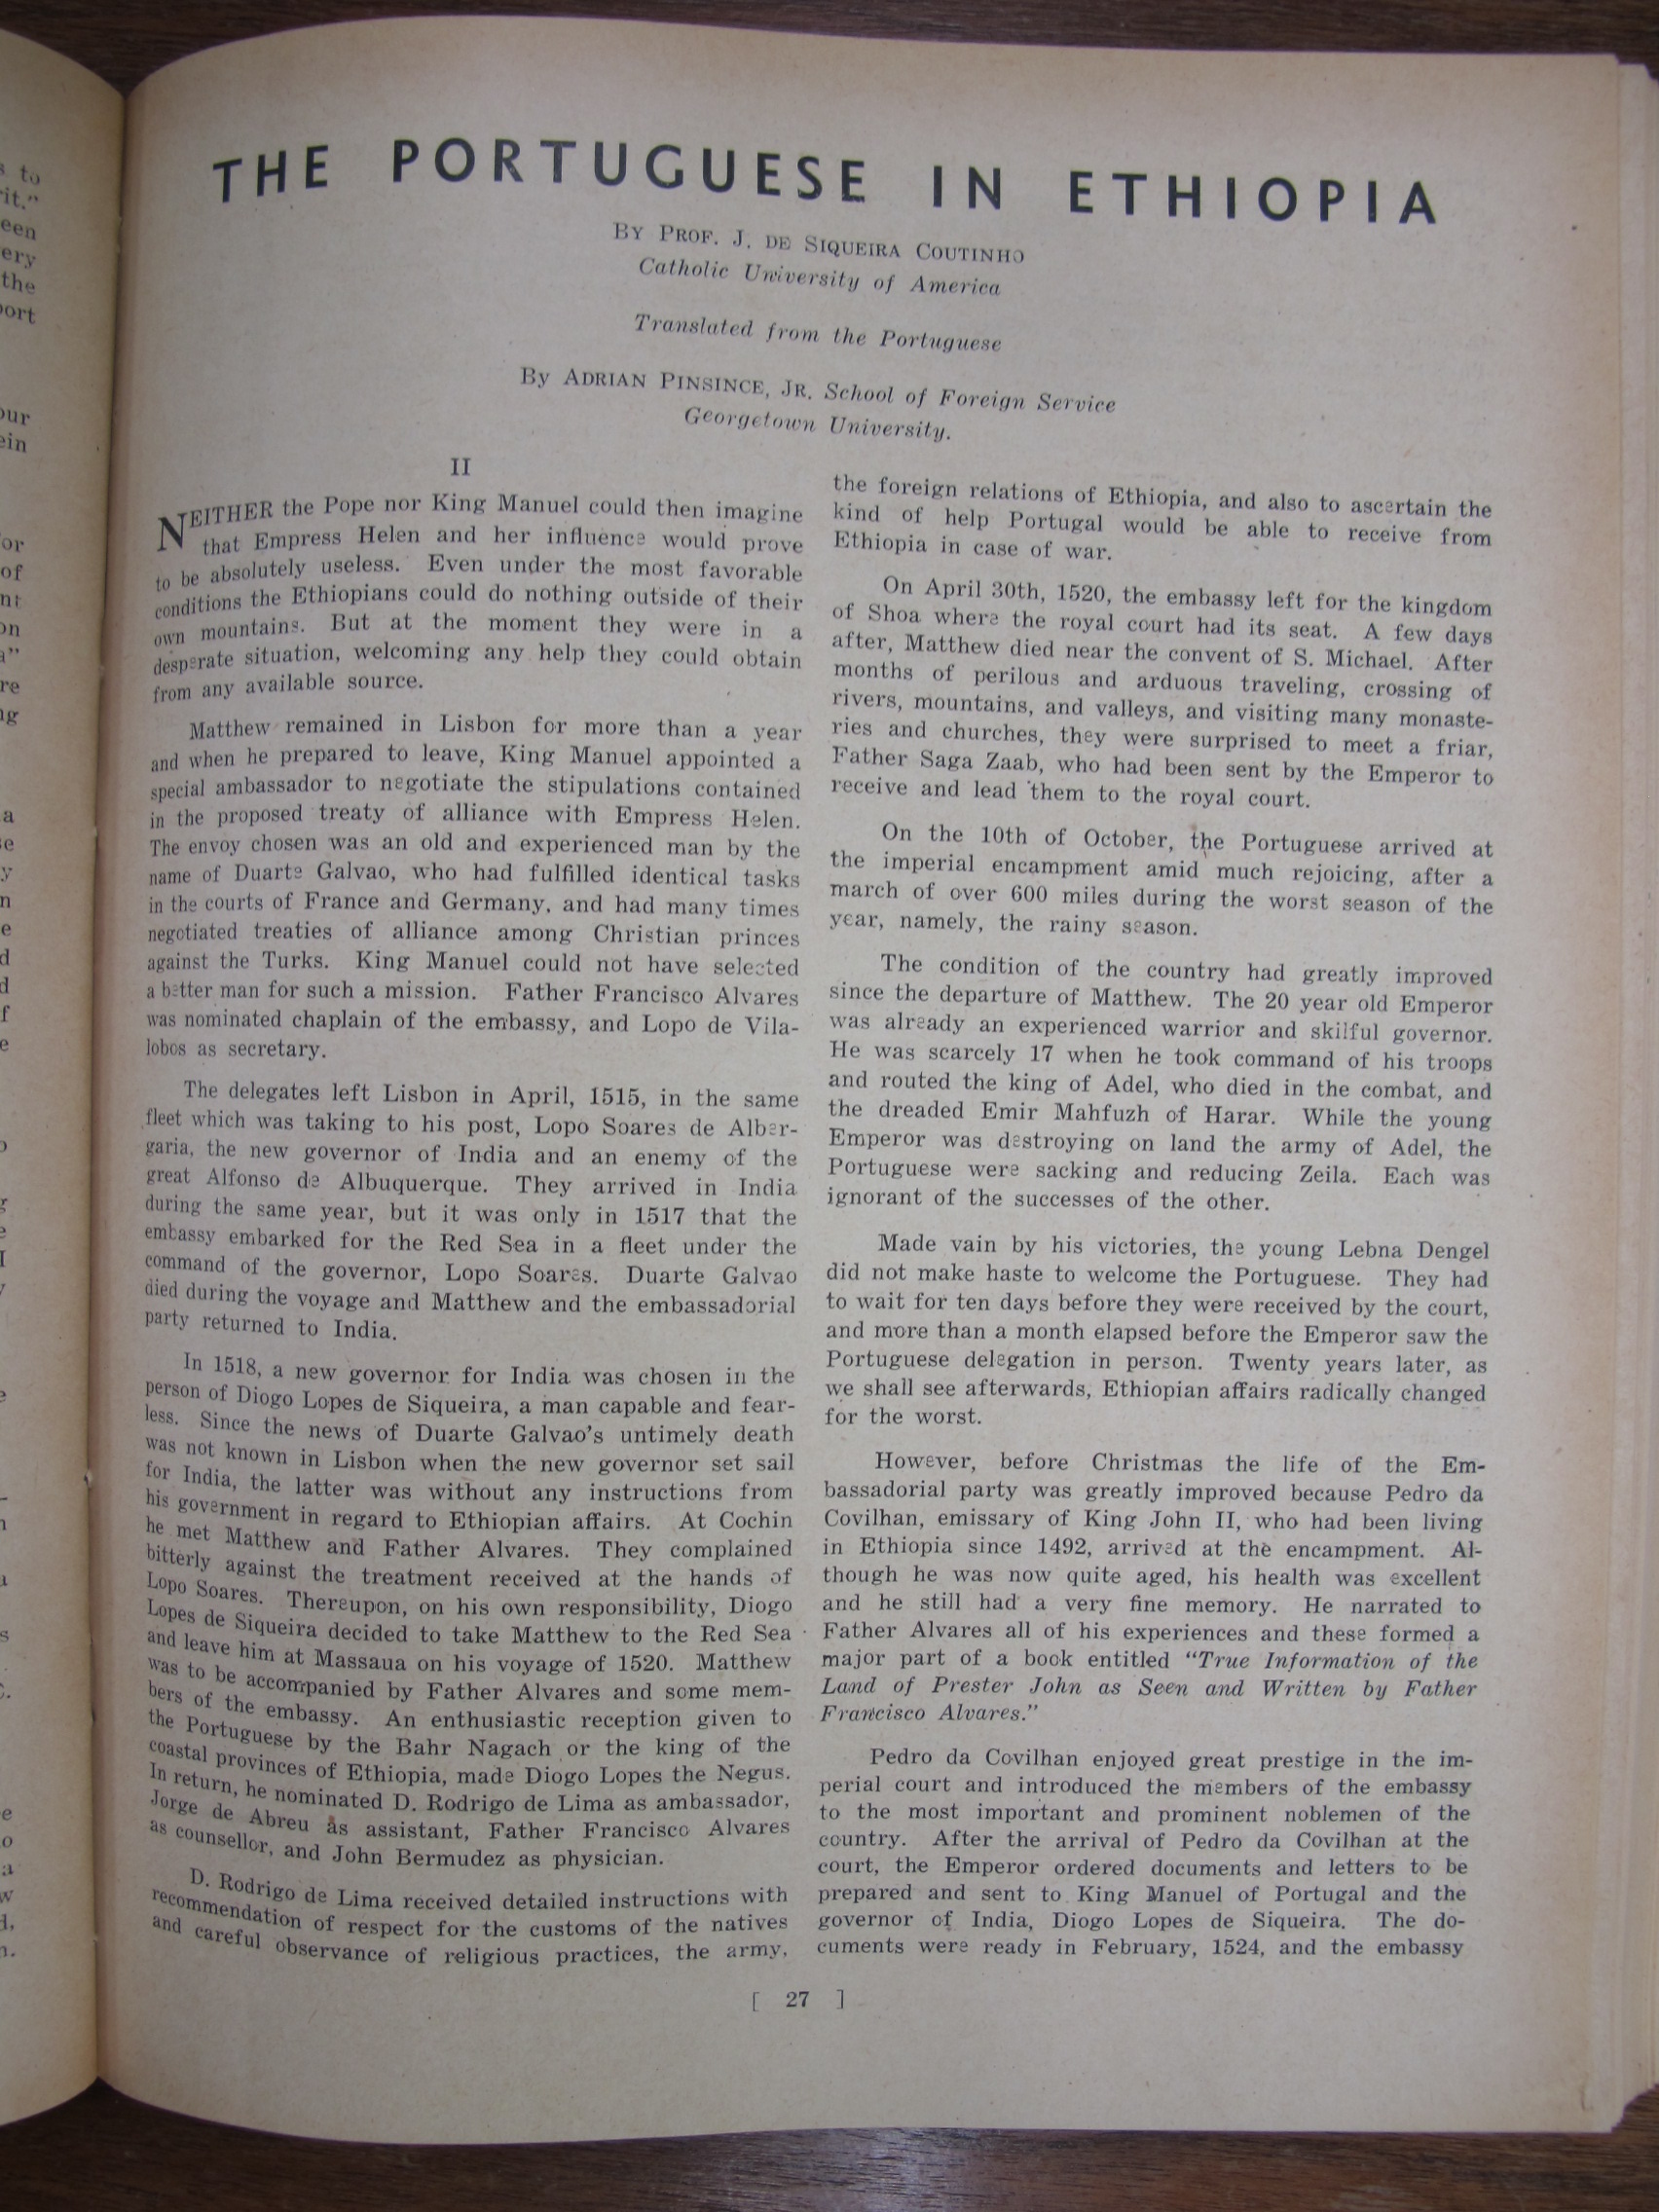 s to
rit."
een
ery
the
port
our
ein
or
of
nt
on
a"
re
ng
a
se
y
n
e
d
d
f
e
THE PORTUGUESE IN ETHIOPIA
BY PROF. J. DE SIQUEIRA COUTINHO
Catholic University of America
Translated from the Portuguese
By ADRIAN PINSINCE, JR. School of Foreign Service
Georgetown University.
II
NEITHER the Pope nor King Manuel could then imagine
that Empress Helen and her influence would prove
to be absolutely useless. Even under the most favorable
conditions the Ethiopians could do nothing outside of their
own mountains. But at the moment they were in a
desperate situation, welcoming any help they could obtain
from any available source.
Matthew remained in Lisbon for more than a year
and when he prepared to leave, King Manuel appointed a
special ambassador to negotiate the stipulations contained
in the proposed treaty of alliance with Empress Helen.
The envoy chosen was an old and experienced man by the
name of Duarte Galvao, who had fulfilled identical tasks
in the courts of France and Germany, and had many times
negotiated treaties of alliance among Christian princes
against the Turks. King Manuel could not have selected
a better man for such a mission. Father Francisco Alvares
was nominated chaplain of the embassy, and Lopo de Vila-
lobos as secretary.
The delegates left Lisbon in April, 1515, in the same
fleet which was taking to his post, Lopo Soares de Alber-
garia, the new governor of India and an enemy of the
great Alfonso de Albuquerque. They arrived in India
during the same year, but it was only in 1517 that the
embassy embarked for the Red Sea in a fleet under the
command of the governor, Lopo Soares. Duarte Galvao
died during the voyage and Matthew and the embassadorial
party returned to India.
In 1518, a new governor for India was chosen in the
person of Diogo Lopes de Siqueira, a man capable and fear-
less. Since the news of Duarte Galvao's untimely death
was not known in Lisbon when the new governor set sail
for India, the latter was without any instructions from
his government in regard to Ethiopian affairs. At Cochin
he met Matthew and Father Alvares. They complained
bitterly against the treatment received at the hands of
Lopo Soares. Thereupon, on his own responsibility, Diogo
Lopes de Siqueira decided to take Matthew to the Red Sea
and leave him at Massaua on his voyage of 1520. Matthew
was to be accompanied by Father Alvares and some mem-
bers of the embassy. An enthusiastic reception given to
the Portuguese by the Bahr Nagach or the king of the
coastal provinces of Ethiopia, made Diogo Lopes the Negus.
In return, he nominated D. Rodrigo de Lima as ambassador,
Jorge de Abreu as assistant, Father Francisco Alvares
as counsellor, and John Bermudez as physician.
D. Rodrigo de Lima received detailed instructions with
recommendation of respect for the customs of the natives
and careful observance of religious practices, the army,
the foreign relations of Ethiopia, and also to ascertain the
kind of help Portugal would be able to receive from
Ethiopia in case of war.
On April 30th, 1520, the embassy left for the kingdom
of Shoa where the royal court had its seat. A few days
after, Matthew died near the convent of S. Michael. After
months of perilous and arduous traveling, crossing of
rivers, mountains, and valleys, and visiting many monaste-
ries and churches, they were surprised to meet a friar,
Father Saga Zaab, who had been sent by the Emperor to
receive and lead them to the royal court.
On the 10th of October, the Portuguese arrived at
the imperial encampment amid much rejoicing, after a
march of over 600 miles during the worst season of the
year, namely, the rainy season.
The condition of the country had greatly improved
since the departure of Matthew. The 20 year old Emperor
was already an experienced warrior and skilful governor.
He was scarcely 17 when he took command of his troops
and routed the king of Adel, who died in the combat, and
the dreaded Emir Mahfuzh of Harar. While the young
Emperor was destroying on land the army of Adel, the
Portuguese were sacking and reducing Zeila. Each was
ignorant of the successes of the other.
Made vain by his victories, the young Lebna Dengel
did not make haste to welcome the Portuguese. They had
to wait for ten days before they were received by the court,
and more than a month elapsed before the Emperor saw the
Portuguese delegation in person. Twenty years later, as
we shall see afterwards, Ethiopian affairs radically changed
for the worst.
However, before Christmas the life of the Em-
bassadorial party was greatly improved because Pedro da
Covilhan, emissary of King John II, who had been living
in Ethiopia since 1492, arrived at the encampment. Al-
though he was now quite aged, his health was excellent
and he still had a very fine memory. He narrated to
Father Alvares all of his experiences and these formed a
major part of a book entitled "True Information of the
Land of Prester John as Seen and Written by Father
Francisco Alvares."
Pedro da Covilhan enjoyed great prestige in the im-
perial court and introduced the members of the embassy
to the most important and prominent noblemen of the
country. After the arrival of Pedro da Covilhan at the
court, the Emperor ordered documents and letters to be
prepared and sent to King Manuel of Portugal and the
governor of India, Diogo Lopes de Siqueira. The do-
cuments were ready in February, 1524, and the embassy
[ 27 ]